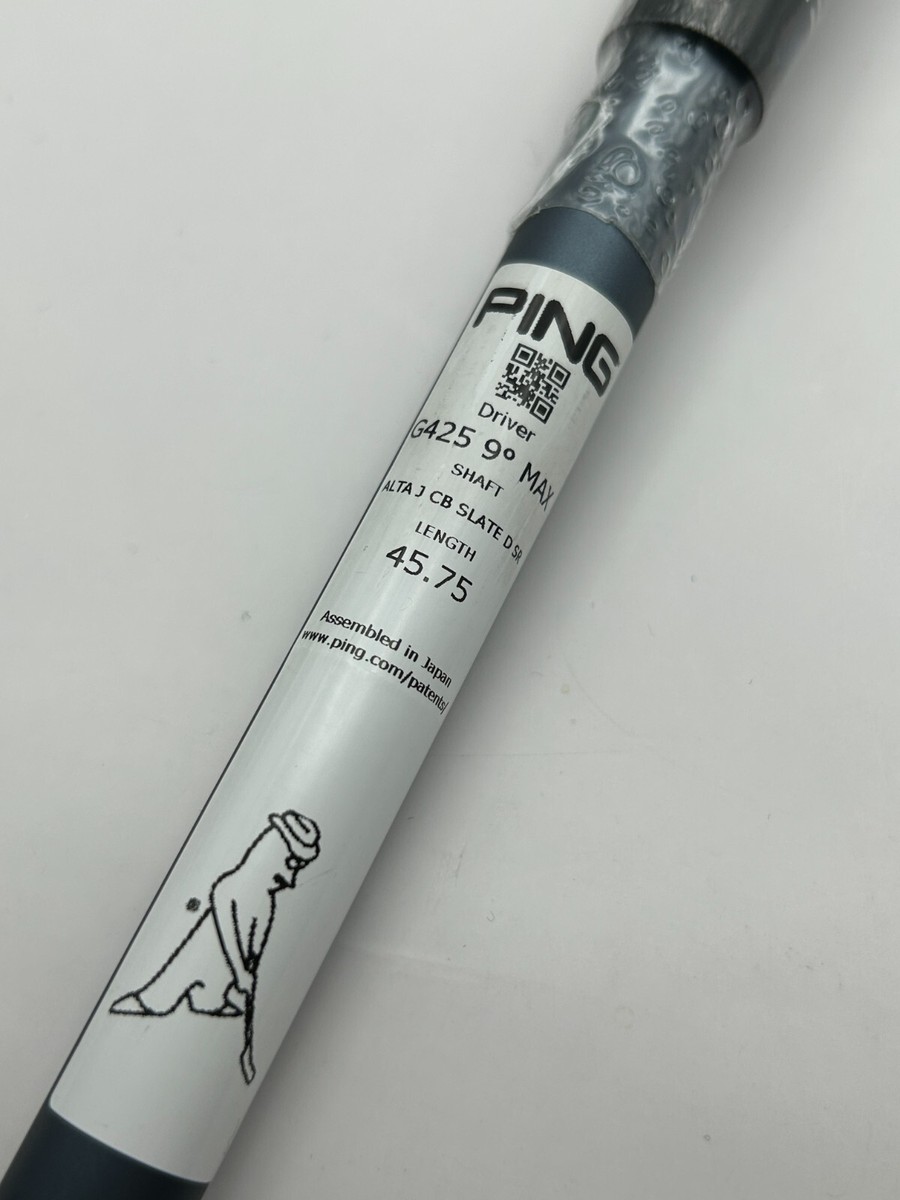 PING
Driver
G425 9° MAX
SHAFT
ALTA J CB SLATE D SR
LENGTH
45.75
Assembled in Japan
www.ping.com/patents/
®